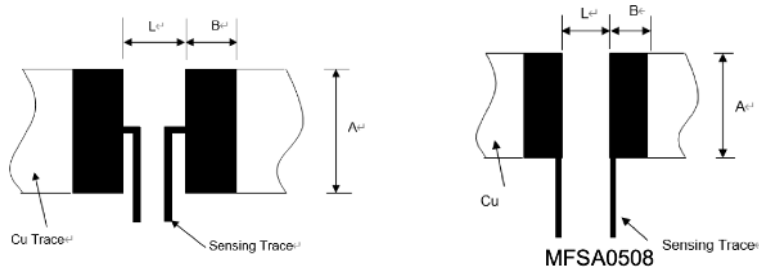 L↵
B↵
A↵
Cu Trace↵
Sensing Trace↵
L↵
B↵
A↵
Cu
Sensing Trace↵
MFSA0508